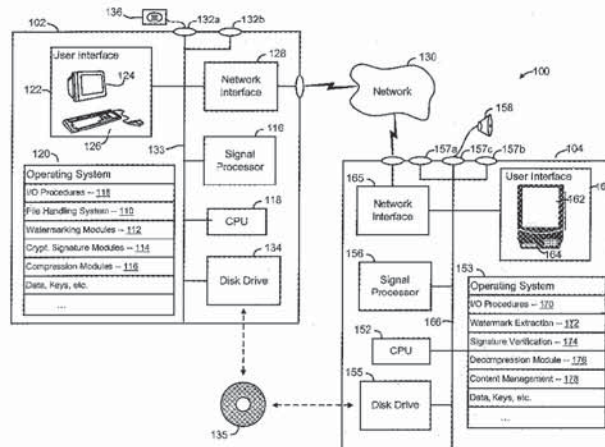 136
132a
132b
102
User Interface
124
122
126
128
Network
Interface
130
Network
100
133
116
Signal
Processor
118
CPU
134
Disk Drive
120
Operating System
I/O Procedures -- 118
File Handling System -- 110
Watermarking Modules -- 112
Crypt. Signature Modules -- 114
Compression Modules -- 116
Data, Keys, etc.
...
135
158
157a
157c
157b
104
165
Network
Interface
User Interface
162
164
156
Signal
Processor
166
152
CPU
155
Disk Drive
153
Operating System
I/O Procedures -- 170
Watermark Extraction -- 172
Signature Verification -- 174
Decompression Module -- 176
Content Management -- 178
Data, Keys, etc.
...